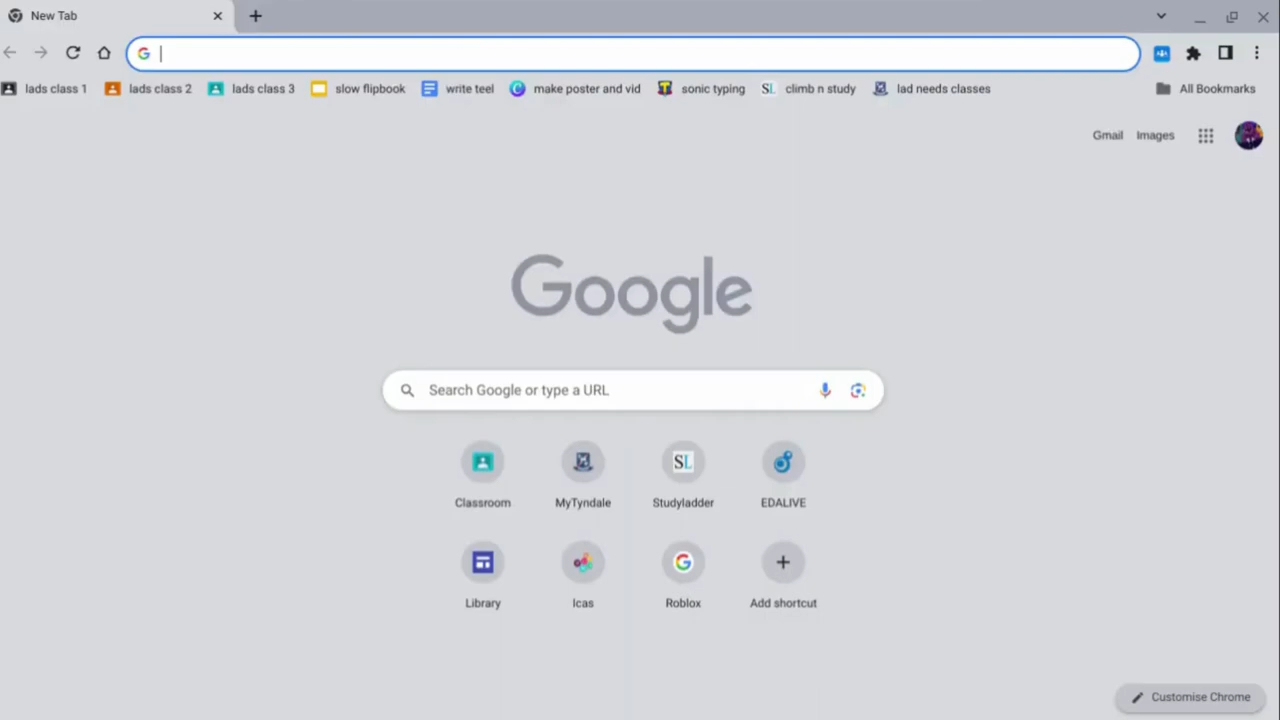 New Tab
lads class 1 lads class 2 lads class 3 slow flipbook write teel make poster and vid sonic typing SL climb n study lad needs classes All Bookmarks
Gmail Images
Google
Search Google or type a URL
SL
Classroom MyTyndale Studyladder EDALIVE
Library Icas Roblox Add shortcut
Customise Chrome